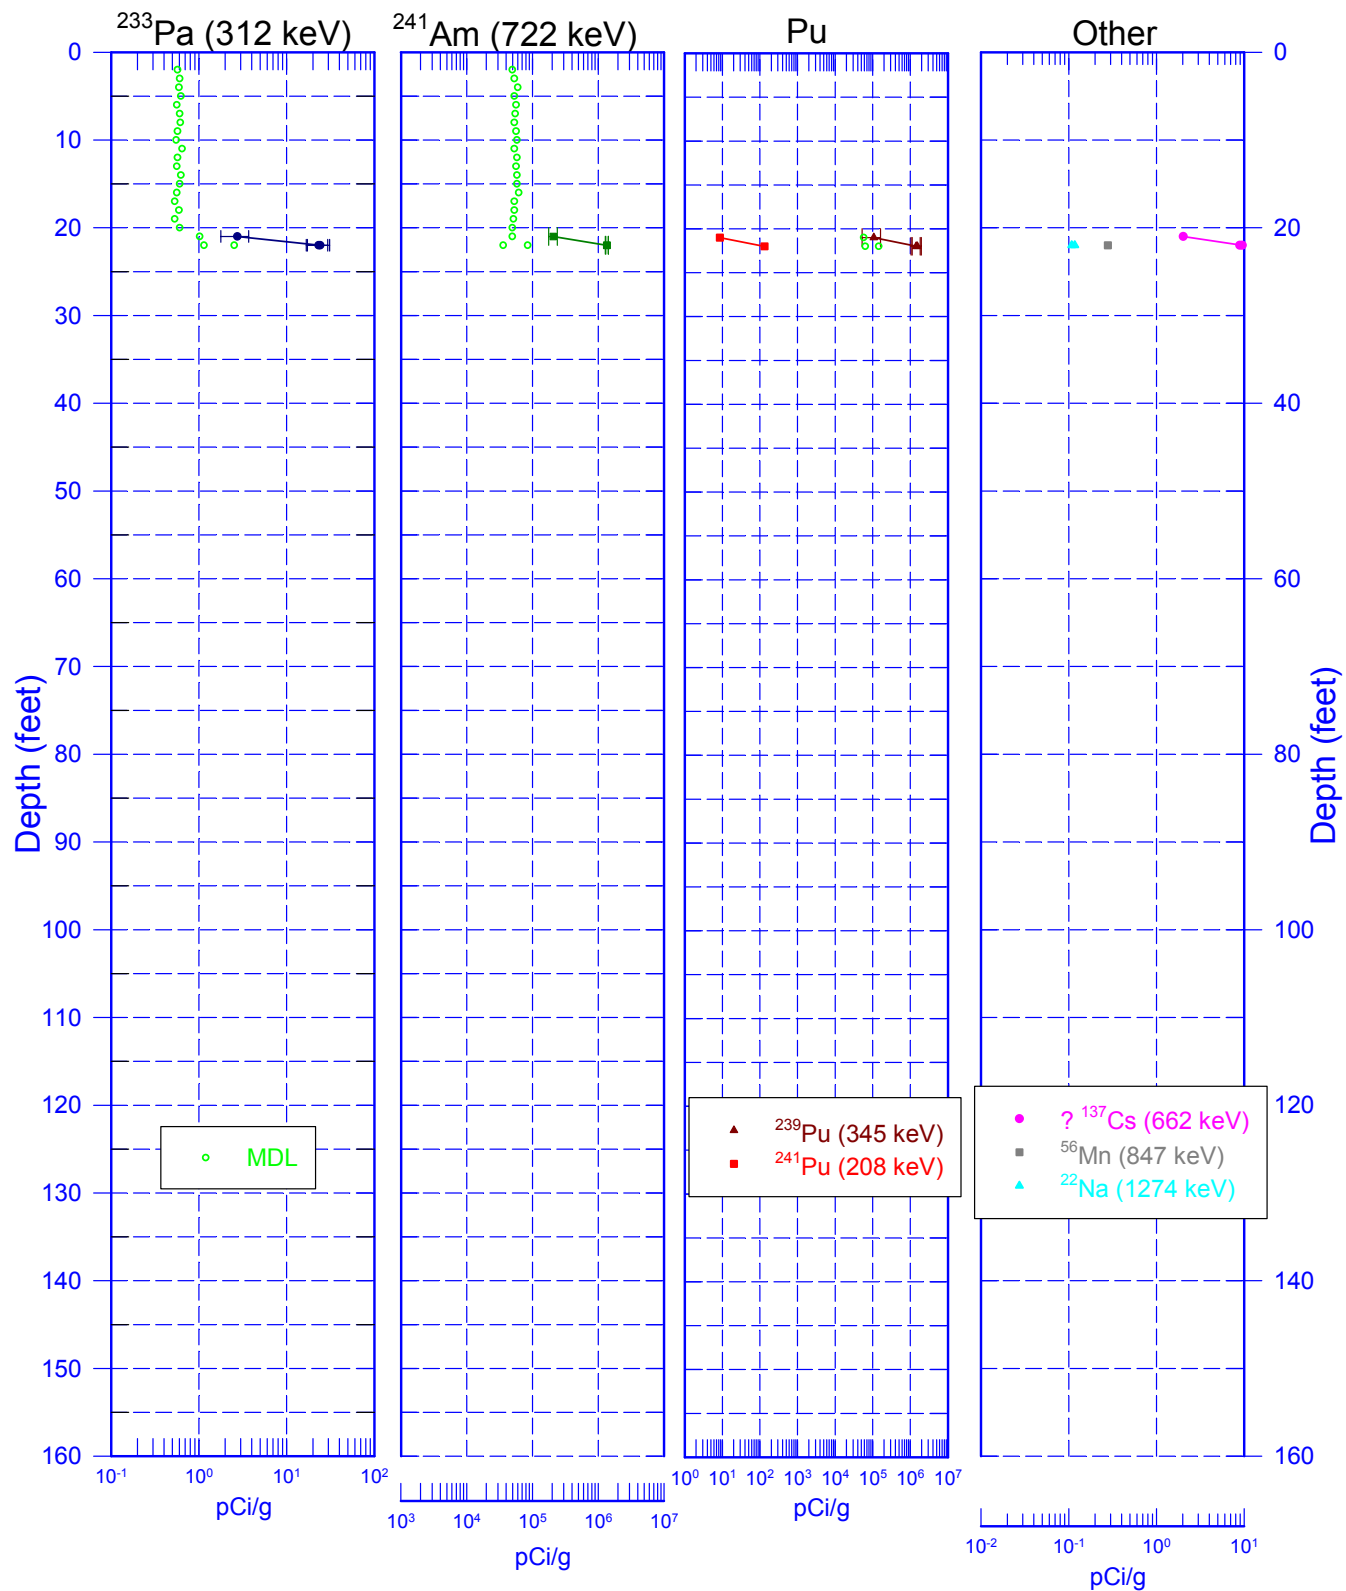 ²³³Pa (312 keV)
²⁴¹Am (722 keV)
Pu
Other
0
10
20
30
40
50
60
70
80
90
100
110
120
130
140
150
160
Depth (feet)
0
20
40
60
80
100
120
140
160
Depth (feet)
MDL
²³⁹Pu (345 keV)
²⁴¹Pu (208 keV)
? ¹³⁷Cs (662 keV)
⁵⁶Mn (847 keV)
²²Na (1274 keV)
10⁻¹ 10⁰ 10¹ 10²
pCi/g
10³ 10⁴ 10⁵ 10⁶ 10⁷
pCi/g
10⁰ 10¹ 10² 10³ 10⁴ 10⁵ 10⁶ 10⁷
pCi/g
10⁻² 10⁻¹ 10⁰ 10¹
pCi/g